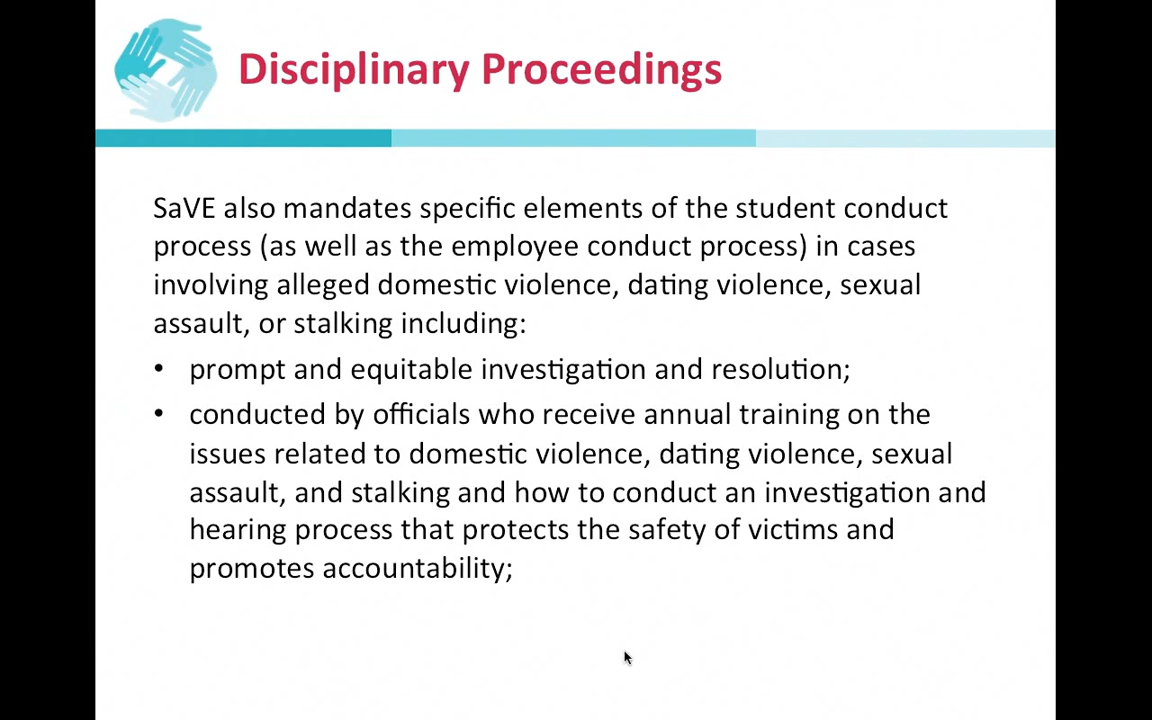 Disciplinary Proceedings
SaVE also mandates specific elements of the student conduct
process (as well as the employee conduct process) in cases
involving alleged domestic violence, dating violence, sexual
assault, or stalking including:
• prompt and equitable investigation and resolution;
• conducted by officials who receive annual training on the
issues related to domestic violence, dating violence, sexual
assault, and stalking and how to conduct an investigation and
hearing process that protects the safety of victims and
promotes accountability;